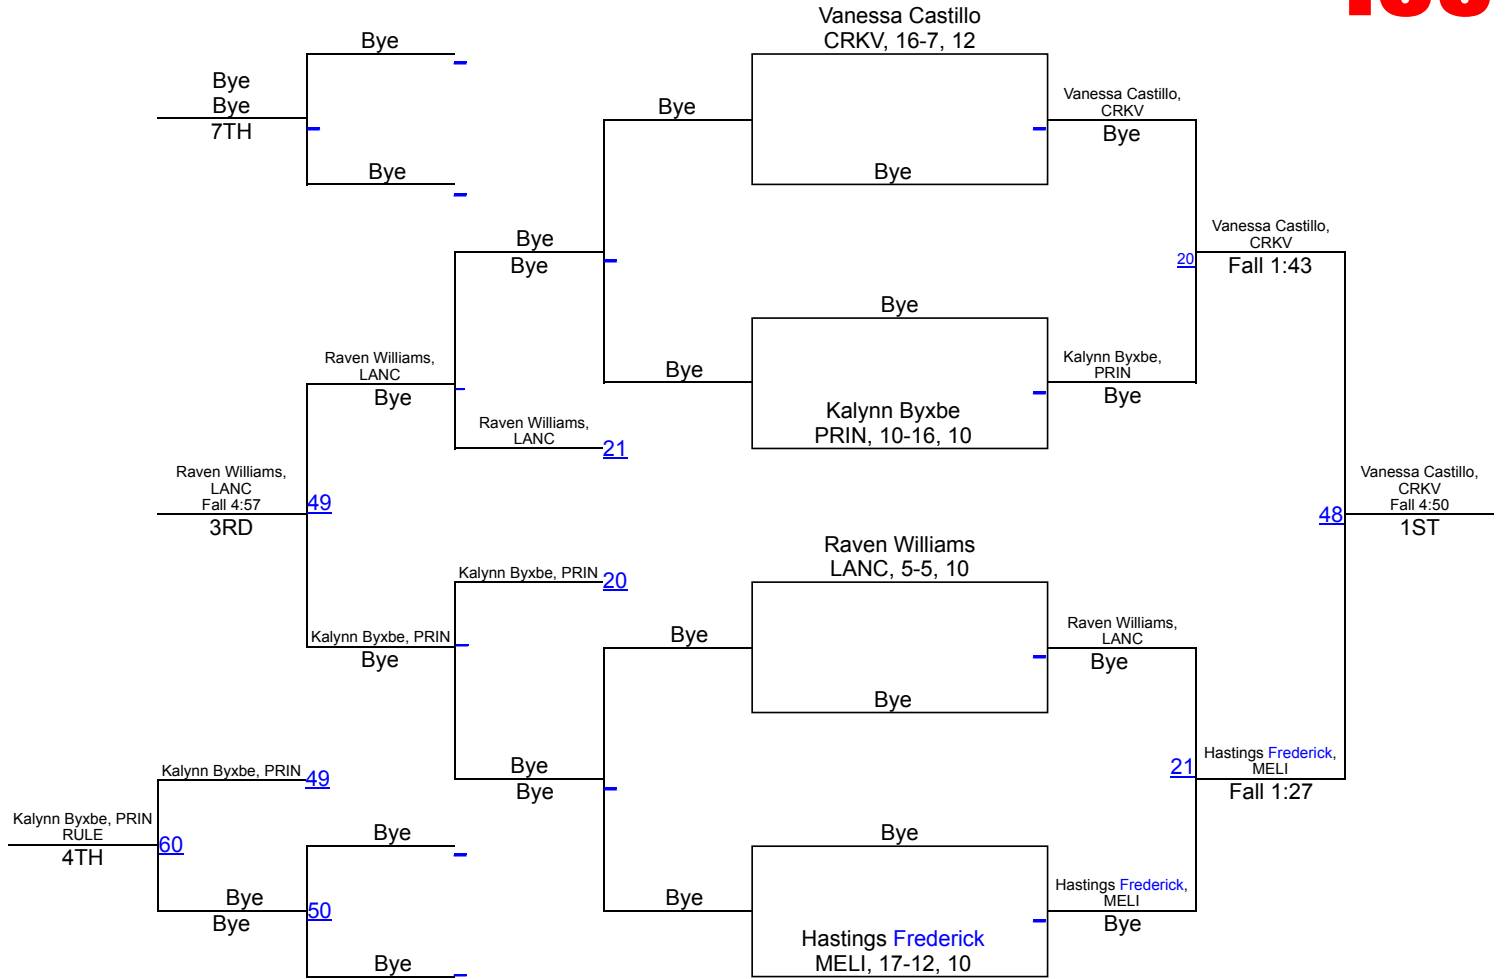 Bye
Bye
Bye
7TH
Bye
Vanessa Castillo
CRKV, 16-7, 12
Bye
Bye
Vanessa Castillo,
CRKV
Bye
Bye
Bye
Bye
Bye
Kalynn Byxbe
PRIN, 10-16, 10
Kalynn Byxbe,
PRIN
Bye
20
Vanessa Castillo,
CRKV
Fall 1:43
Raven Williams,
LANC
Bye
Raven Williams,
LANC
21
Raven Williams,
LANC
Fall 4:57
3RD
49
Vanessa Castillo,
CRKV
Fall 4:50
1ST
48
Kalynn Byxbe, PRIN
20
Kalynn Byxbe, PRIN
Bye
Raven Williams
LANC, 5-5, 10
Bye
Bye
Raven Williams,
LANC
Bye
Bye
Bye
21
Hastings Frederick,
MELI
Fall 1:27
Kalynn Byxbe, PRIN
49
Kalynn Byxbe, PRIN
RULE
4TH
60
Bye
Bye
Bye
50
Bye
Bye
Bye
Hastings Frederick
MELI, 17-12, 10
Hastings Frederick,
MELI
Bye